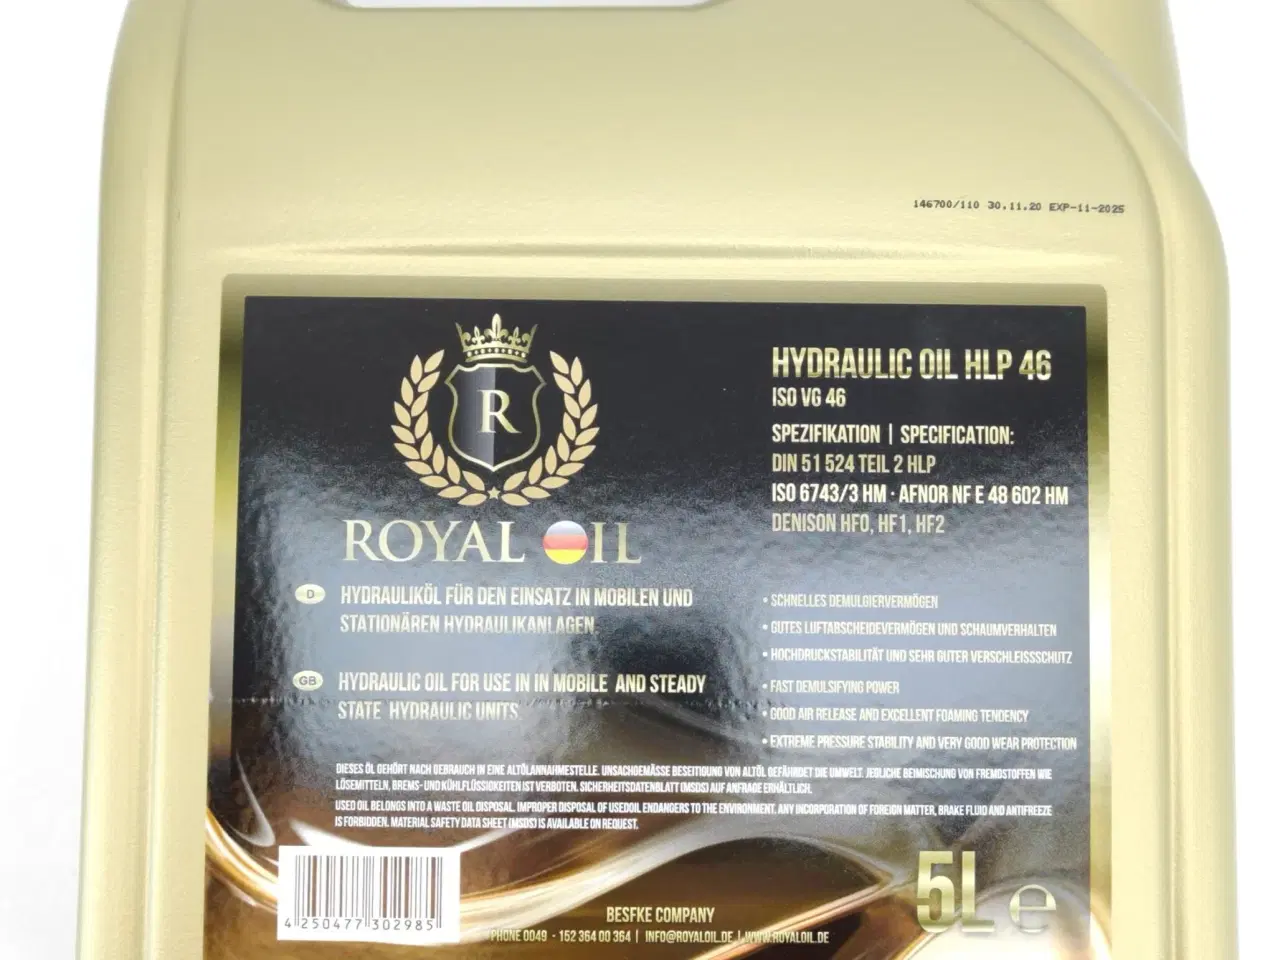 146700/110 30.11.20 EXP-11-2025
R
ROYAL OIL
HYDRAULIC OIL HLP 46
ISO VG 46
SPEZIFIKATION | SPECIFICATION:
DIN 51 524 TEIL 2 HLP
ISO 6743/3 HM · AFNOR NF E 48 602 HM
DENISON HF0, HF1, HF2
D
HYDRAULIKÖL FÜR DEN EINSATZ IN MOBILEN UND
STATIONÄREN HYDRAULIKANLAGEN.
GB
HYDRAULIC OIL FOR USE IN IN MOBILE AND STEADY
STATE HYDRAULIC UNITS.
• SCHNELLES DEMULGIERVERMÖGEN
• GUTES LUFTABSCHEIDEVERMÖGEN UND SCHAUMVERHALTEN
• HOCHDRUCKSTABILITÄT UND SEHR GUTER VERSCHLEISSSCHUTZ
• FAST DEMULSIFYING POWER
• GOOD AIR RELEASE AND EXCELLENT FOAMING TENDENCY
• EXTREME PRESSURE STABILITY AND VERY GOOD WEAR PROTECTION
DIESES ÖL GEHÖRT NACH GEBRAUCH IN EINE ALTÖLANNAHMESTELLE. UNSACHGEMÄSSE BESEITIGUNG VON ALTÖL GEFÄHRDET DIE UMWELT. JEGLICHE BEIMISCHUNG VON FREMDSTOFFEN WIE
LÖSEMITTELN, BREMS- UND KÜHLFLÜSSIGKEITEN IST VERBOTEN. SICHERHEITSDATENBLATT (MSDS) AUF ANFRAGE ERHÄLTLICH.
USED OIL BELONGS INTO A WASTE OIL DISPOSAL. IMPROPER DISPOSAL OF USEDOIL ENDANGERS TO THE ENVIRONMENT. ANY INCORPORATION OF FOREIGN MATTER, BRAKE FLUID AND ANTIFREEZE
IS FORBIDDEN. MATERIAL SAFETY DATA SHEET (MSDS) IS AVAILABLE ON REQUEST.
5L e
4 250477 302985
BESFKE COMPANY
PHONE 0049 - 152 364 00 364 | INFO@ROYALOIL.DE | WWW.ROYALOIL.DE